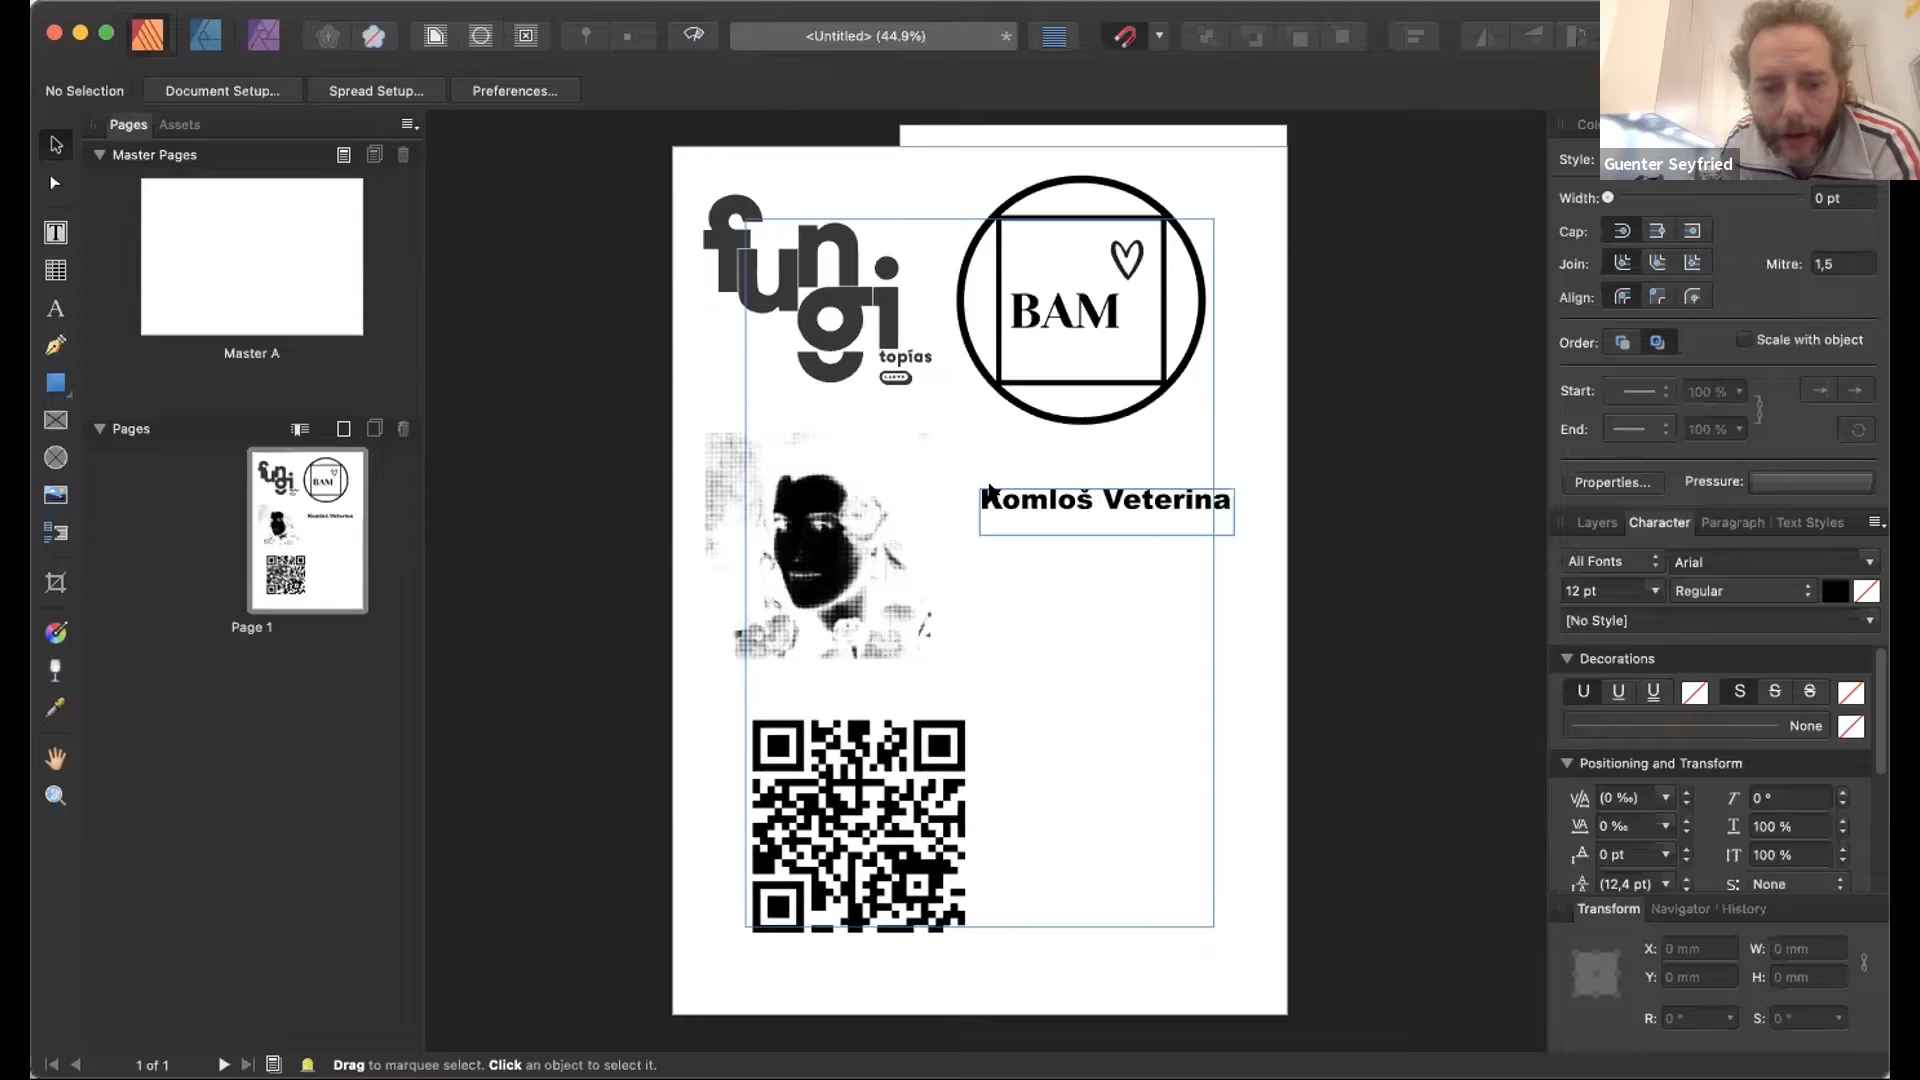 <Untitled> (44.9%)
*
No Selection
Document Setup...
Spread Setup...
Preferences...
Guenter Seyfried
Pages
Assets
Master Pages
Master A
Pages
Page 1
fungi
topías
BAM
Komloš Veterina
Style:
Width:
0 pt
Cap:
Join:
Mitre:
1,5
Align:
Order:
Scale with object
Start:
100 %
End:
100 %
Properties...
Pressure:
Layers
Character
Paragraph
Text Styles
All Fonts
Arial
12 pt
Regular
[No Style]
Decorations
U U U
S S S
None
Positioning and Transform
(0 ‰)
0 °
0 ‰
100 %
0 pt
100 %
(12,4 pt)
None
Transform
Navigator
History
X: 0 mm
W: 0 mm
Y: 0 mm
H: 0 mm
R: 0 °
S: 0 °
1 of 1
Drag to marquee select. Click an object to select it.